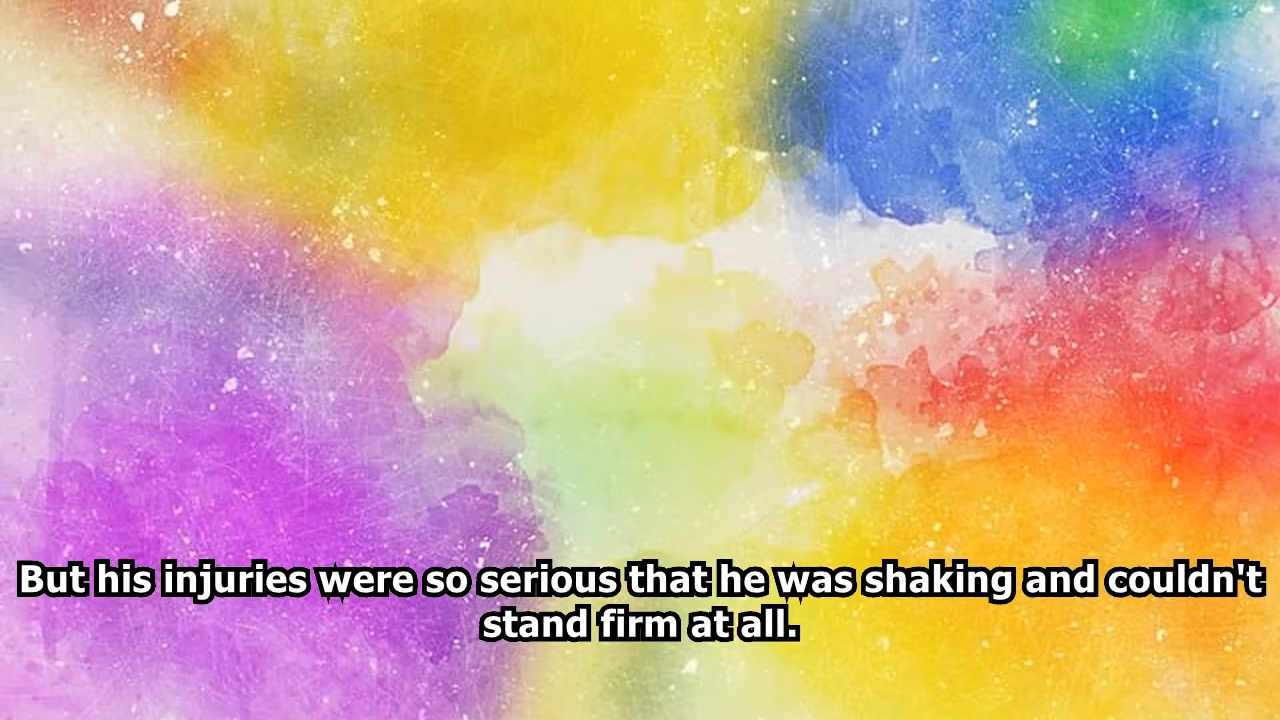 But his injuries were so serious that he was shaking and couldn't
stand firm at all.